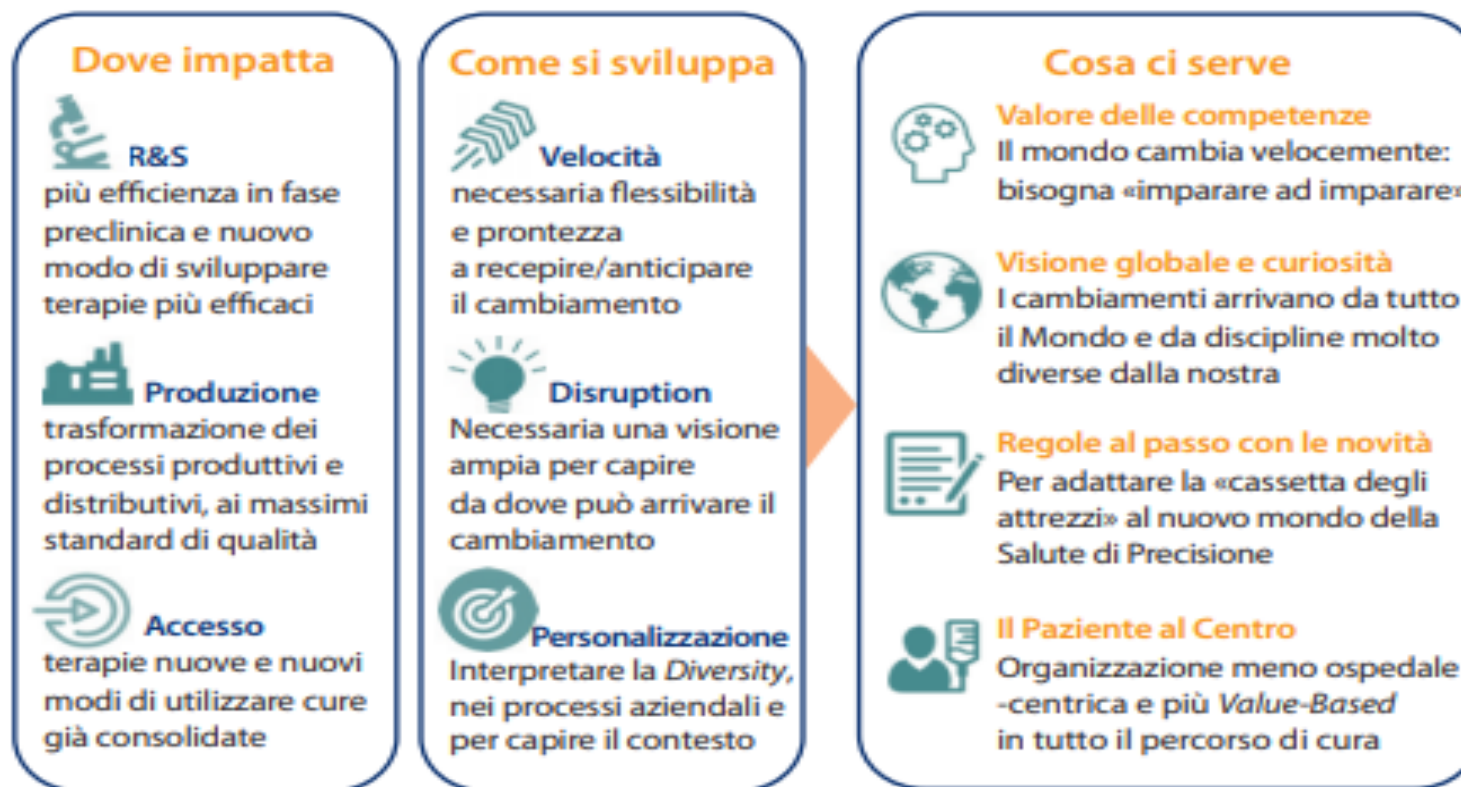 Dove impatta
R&S
più efficienza in fase
preclinica e nuovo
modo di sviluppare
terapie più efficaci
Produzione
trasformazione dei
processi produttivi e
distributivi, ai massimi
standard di qualità
Accesso
terapie nuove e nuovi
modi di utilizzare cure
già consolidate
Come si sviluppa
Velocità
necessaria flessibilità
e prontezza
a recepire/anticipare
il cambiamento
Disruption
Necessaria una visione
ampia per capire
da dove può arrivare il
cambiamento
Personalizzazione
Interpretare la Diversity,
nei processi aziendali e
per capire il contesto
Cosa ci serve
Valore delle competenze
Il mondo cambia velocemente:
bisogna «imparare ad imparare»
Visione globale e curiosità
I cambiamenti arrivano da tutto
il Mondo e da discipline molto
diverse dalla nostra
Regole al passo con le novità
Per adattare la «cassetta degli
attrezzi» al nuovo mondo della
Salute di Precisione
Il Paziente al Centro
Organizzazione meno ospedale
-centrica e più Value-Based
in tutto il percorso di cura